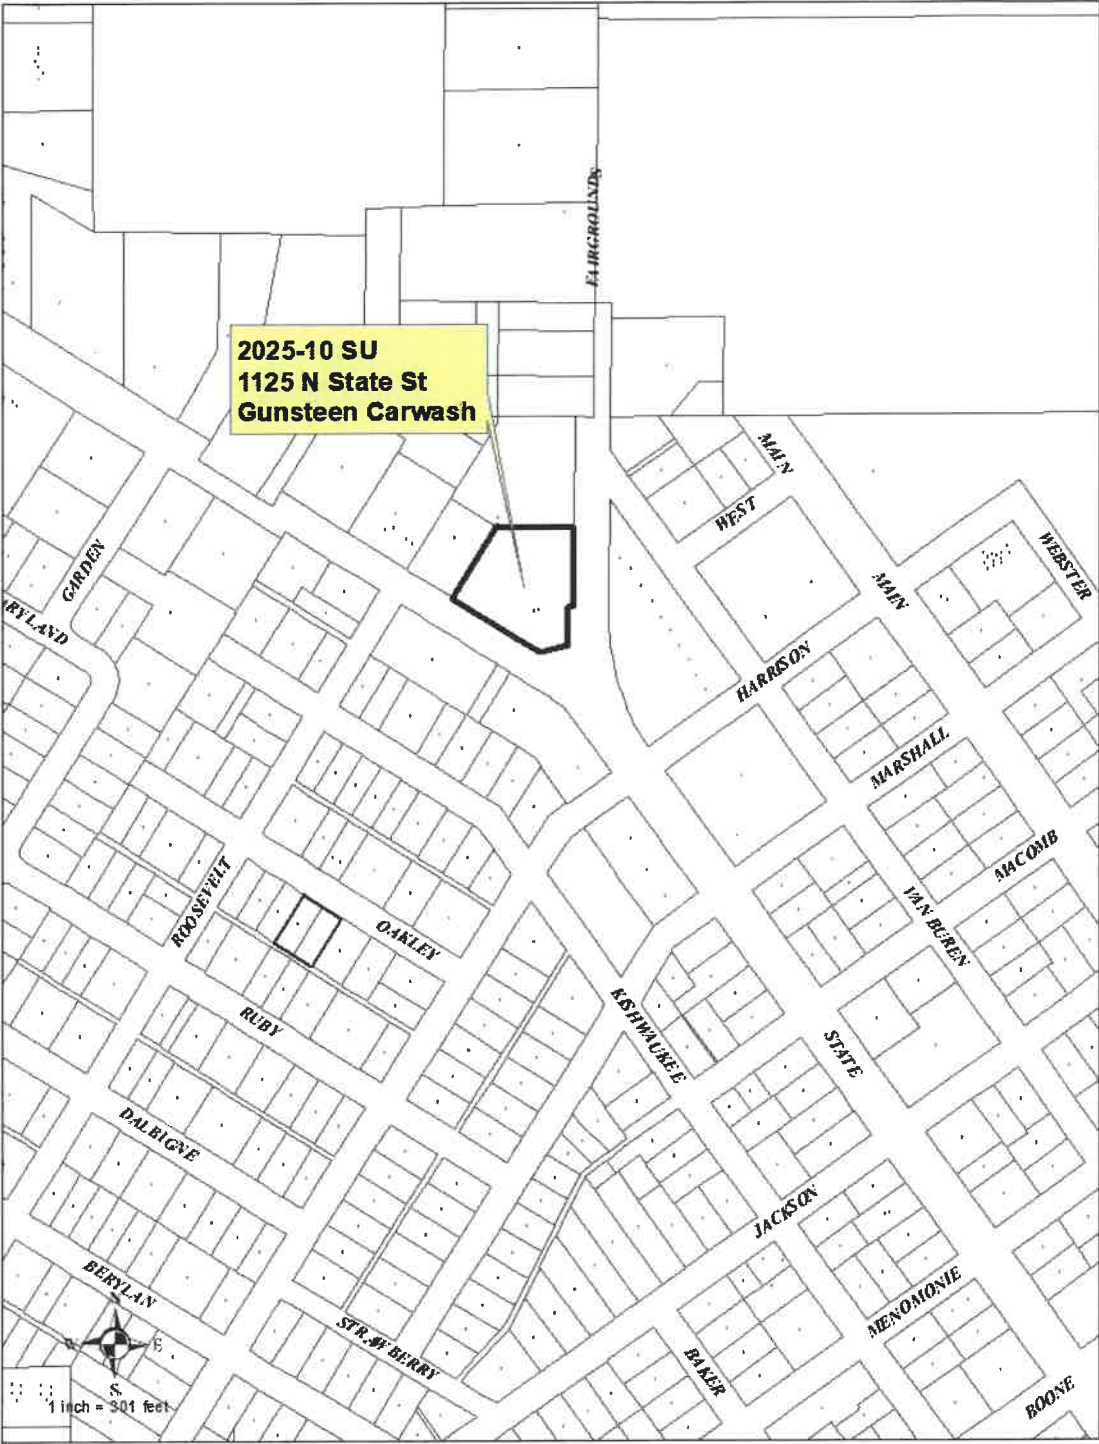 FAIRGROUNDS
2025-10 SU
1125 N State St
Gunsteen Carwash
MAIN
WEST
WEBSTER
GARDEN
MAIN
ARYLAND
HARRISON
MARSHALL
MACOMB
ROOSEVELT
VAN BUREN
OAKLEY
RUBY
KISHWAUKEE
STATE
DALBIGNE
JACKSON
BERYLAN
MENOMONIE
STRAWBERRY
BAKER
BOONE
N
W
E
S
1 inch = 301 feet